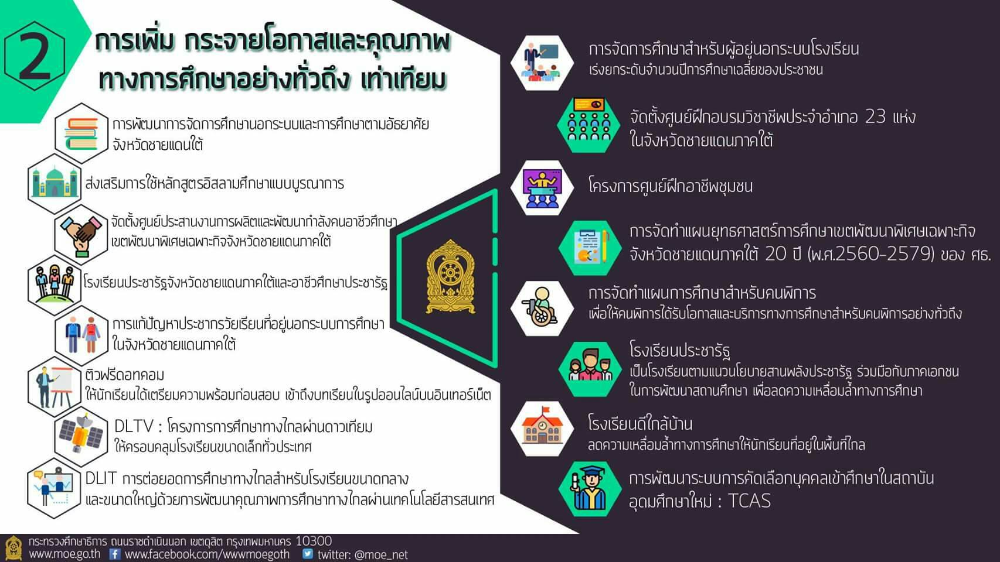 2
การเพิ่ม กระจายโอกาสและคุณภาพ
ทางการศึกษาอย่างทั่วถึง เท่าเทียม
การพัฒนาการจัดการศึกษานอกระบบและการศึกษาตามอัธยาศัย
จังหวัดชายแดนใต้
ส่งเสริมการใช้หลักสูตรอิสลามศึกษาแบบบูรณาการ
จัดตั้งศูนย์ประสานงานการผลิตและพัฒนากำลังคนอาชีวศึกษา
เขตพัฒนาพิเศษเฉพาะกิจจังหวัดชายแดนภาคใต้
โรงเรียนประชารัฐจังหวัดชายแดนภาคใต้และอาชีวศึกษาประชารัฐ
การแก้ปัญหาประชากรวัยเรียนที่อยู่นอกระบบการศึกษา
ในจังหวัดชายแดนภาคใต้
ติวฟรีดอทคอม
ให้นักเรียนได้เตรียมความพร้อมก่อนสอบ เข้าถึงบทเรียนในรูปออนไลน์บนอินเทอร์เน็ต
DLTV : โครงการการศึกษาทางไกลผ่านดาวเทียม
ให้ครอบคลุมโรงเรียนขนาดเล็กทั่วประเทศ
DLIT การต่อยอดการศึกษาทางไกลสำหรับโรงเรียนขนาดกลาง
และขนาดใหญ่ด้วยการพัฒนาคุณภาพการศึกษาทางไกลผ่านเทคโนโลยีสารสนเทศ
การจัดการศึกษาสำหรับผู้อยู่นอกระบบโรงเรียน
เร่งยกระดับจำนวนปีการศึกษาเฉลี่ยของประชาชน
จัดตั้งศูนย์ฝึกอบรมวิชาชีพประจำอำเภอ 23 แห่ง
ในจังหวัดชายแดนภาคใต้
โครงการศูนย์ฝึกอาชีพชุมชน
การจัดทำแผนยุทธศาสตร์การศึกษาเขตพัฒนาพิเศษเฉพาะกิจ
จังหวัดชายแดนภาคใต้ 20 ปี (พ.ศ.2560-2579) ของ ศธ.
การจัดทำแผนการศึกษาสำหรับคนพิการ
เพื่อให้คนพิการได้รับโอกาสและบริการทางการศึกษาสำหรับคนพิการอย่างทั่วถึง
โรงเรียนประชารัฐ
เป็นโรงเรียนตามแนวนโยบายสานพลังประชารัฐ ร่วมมือกับภาคเอกชน
ในการพัฒนาสถานศึกษา เพื่อลดความเหลื่อมล้ำทางการศึกษา
โรงเรียนดีใกล้บ้าน
ลดความเหลื่อมล้ำทางการศึกษาให้นักเรียนที่อยู่ในพื้นที่ไกล
การพัฒนาระบบการคัดเลือกบุคคลเข้าศึกษาในสถาบัน
อุดมศึกษาใหม่ : TCAS
กระทรวงศึกษาธิการ ถนนราชดำเนินนอก เขตดุสิต กรุงเทพมหานคร 10300
www.moe.go.th www.facebook.com/wwwmoegoth twitter: @moe_net